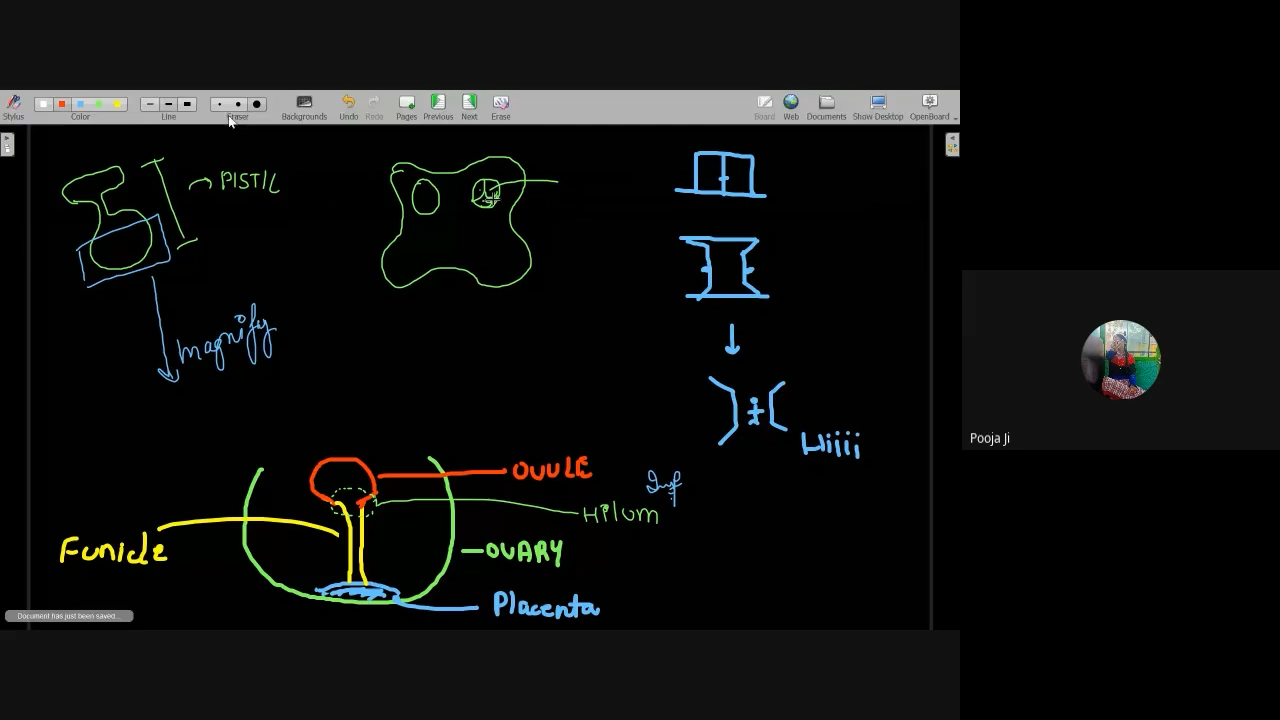 Stylus
Color
Line
Eraser
Backgrounds
Undo
Redo
Pages
Previous
Next
Erase
Board
Web
Documents
Show Desktop
OpenBoard
PISTIL
magnify
Hiiii
OVULE
Imp
Hilum
Funicle
OVARY
Placenta
Document has just been saved...
Pooja Ji